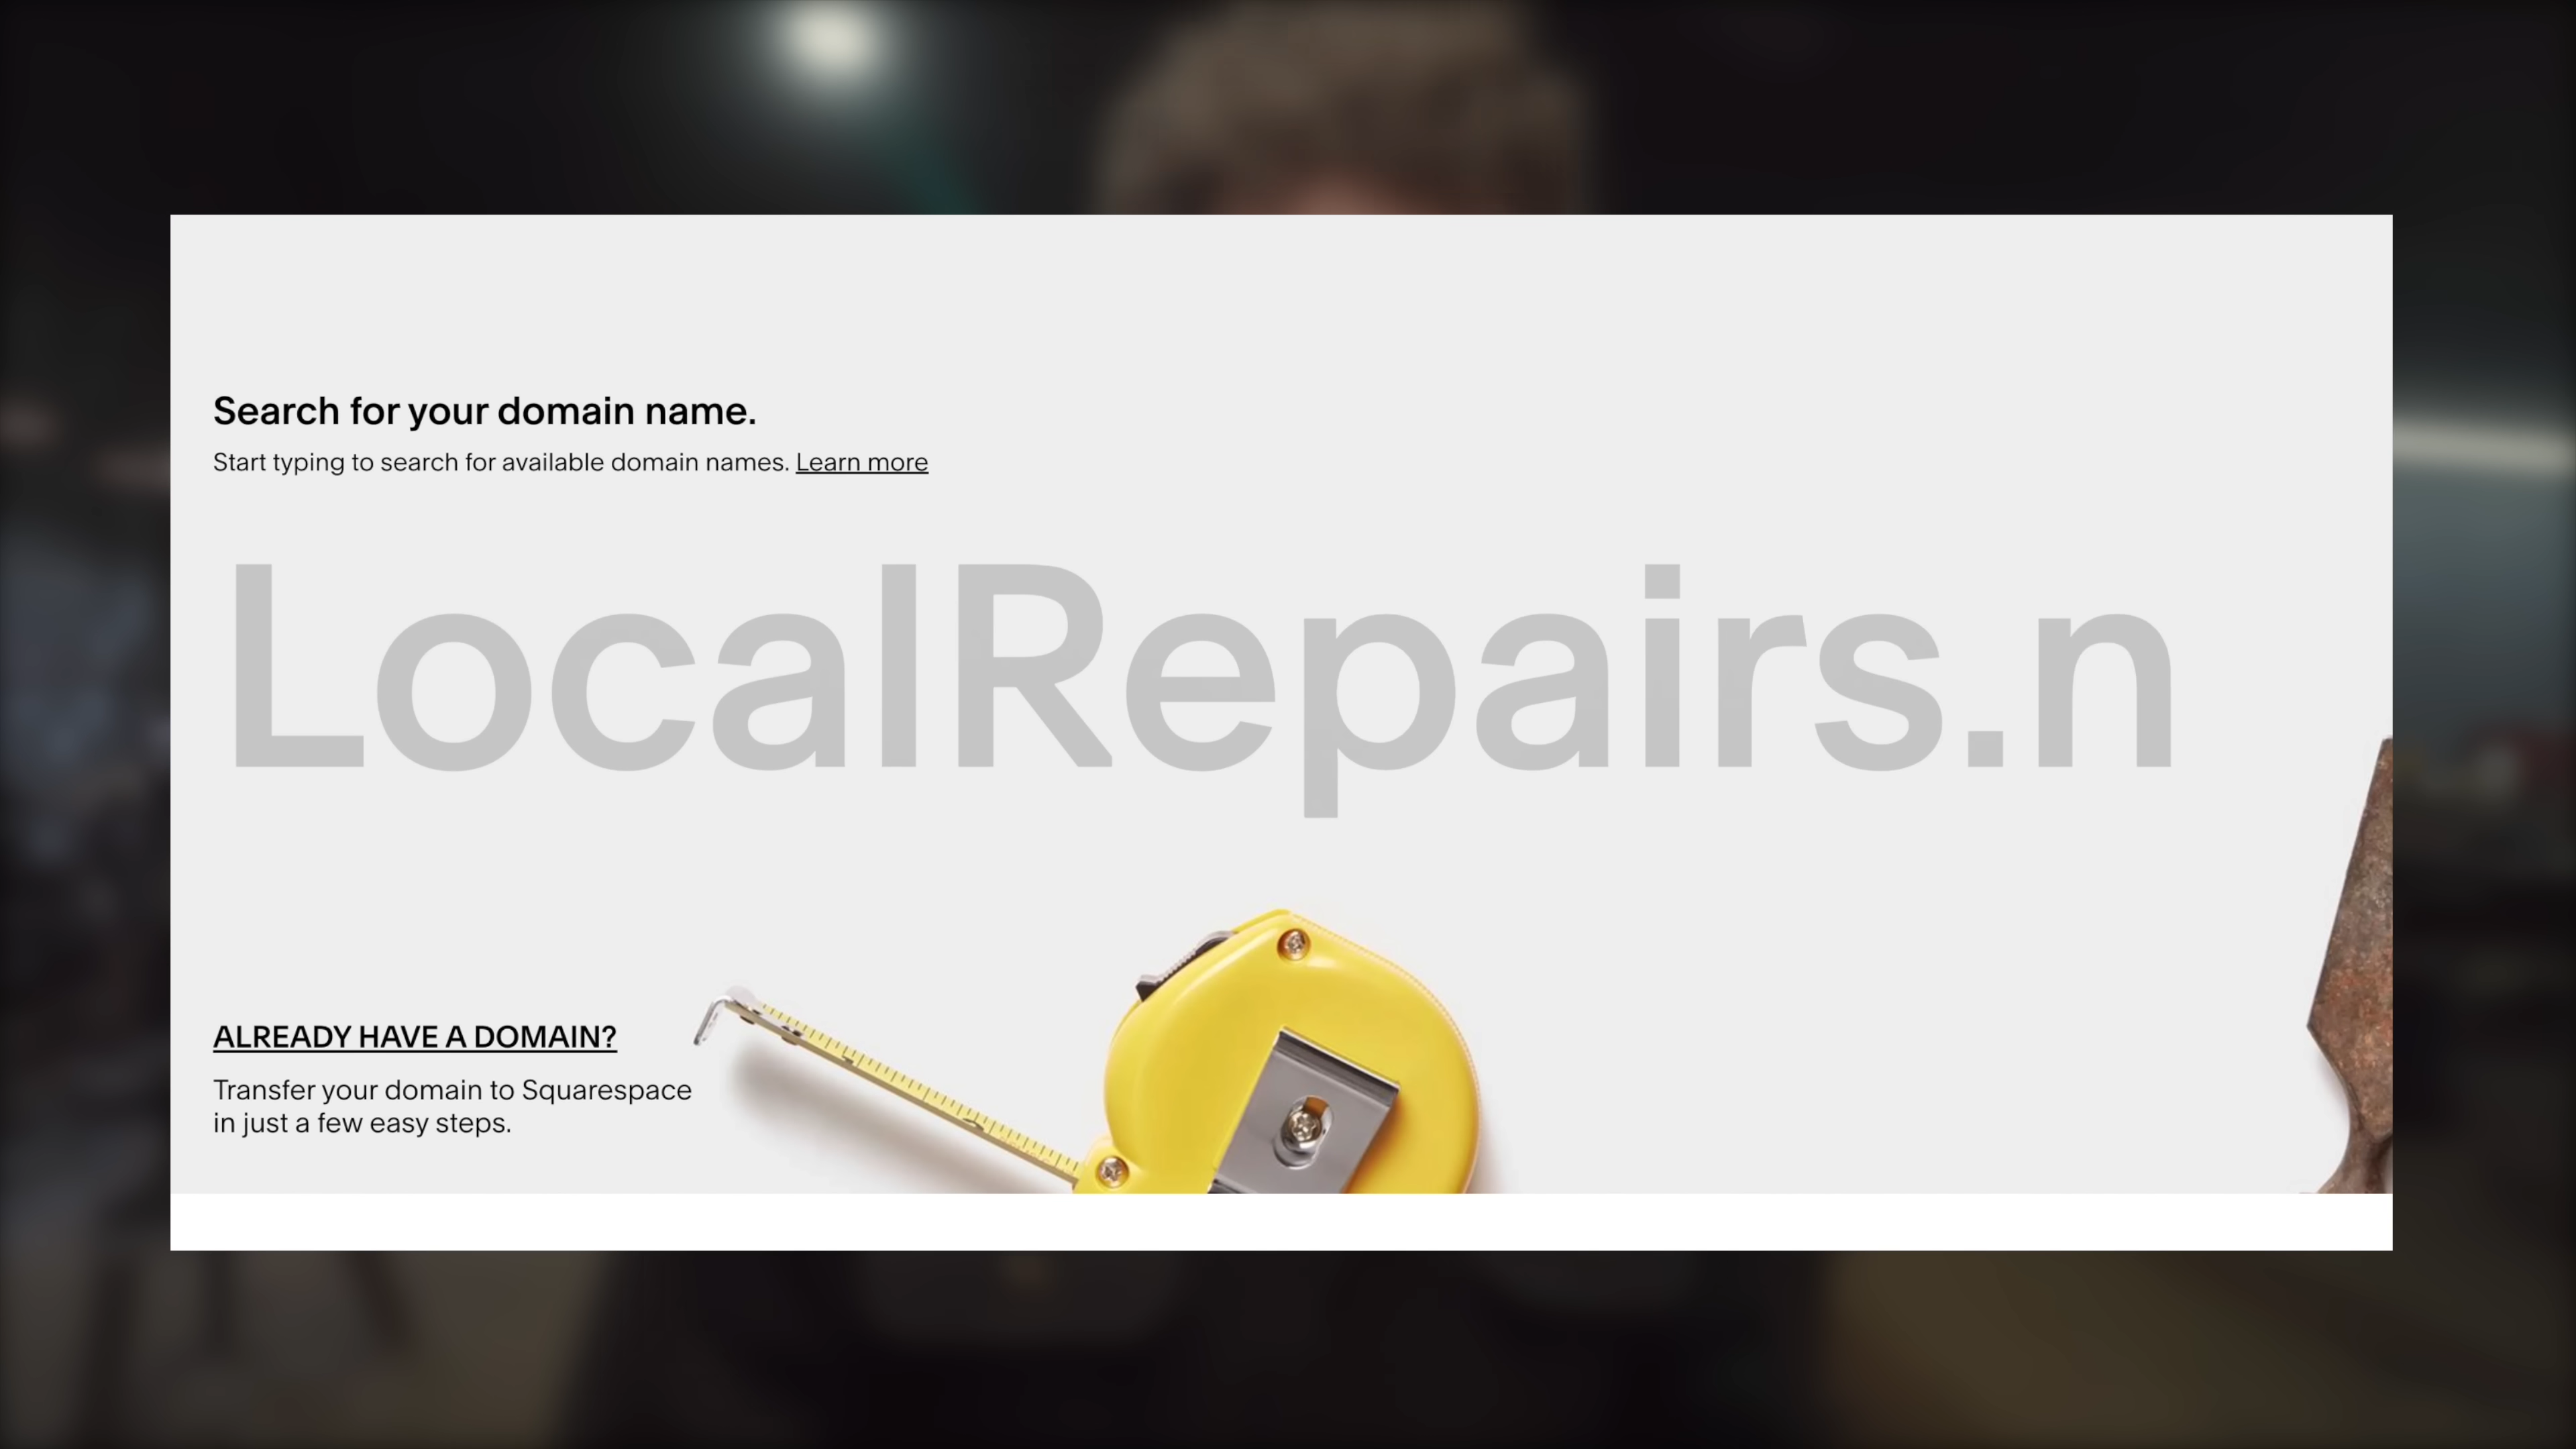 Search for your domain name.
Start typing to search for available domain names. Learn more
LocalRepairs.n
ALREADY HAVE A DOMAIN?
Transfer your domain to Squarespace
in just a few easy steps.